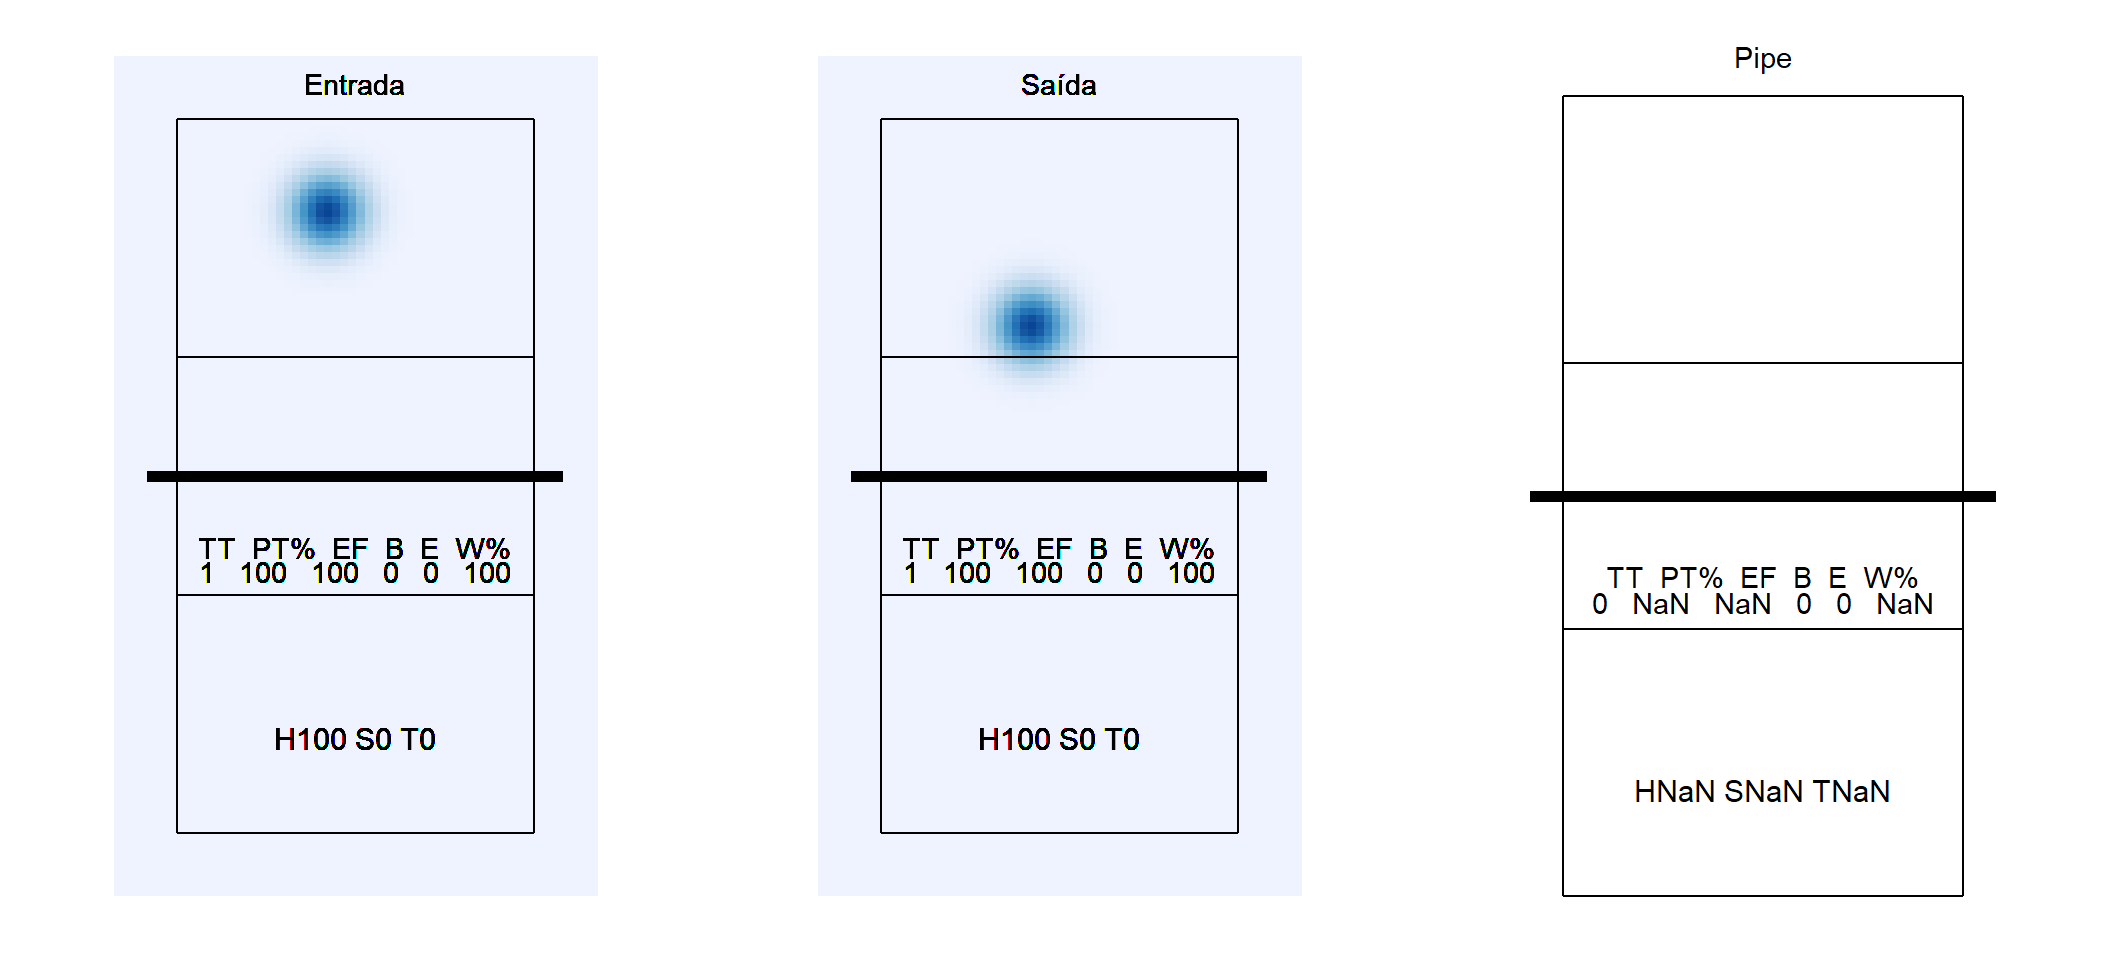 Entrada
TT PT% EF B E W%
1 100 100 0 0 100
H100 S0 T0
Saída
TT PT% EF B E W%
1 100 100 0 0 100
H100 S0 T0
Pipe
TT PT% EF B E W%
0 NaN NaN 0 0 NaN
HNaN SNaN TNaN